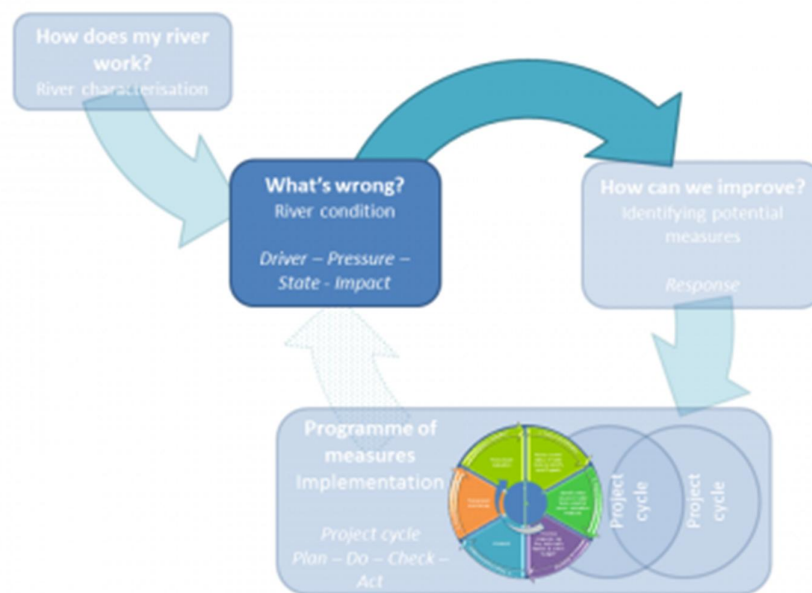 How does my river
work?
River characterisation
What's wrong?
River condition
Driver – Pressure –
State - Impact
How can we improve?
Identifying potential
measures
Response
Programme of
measures
Implementation
Project cycle
Plan – Do – Check –
Act
Project
cycle
Project
cycle